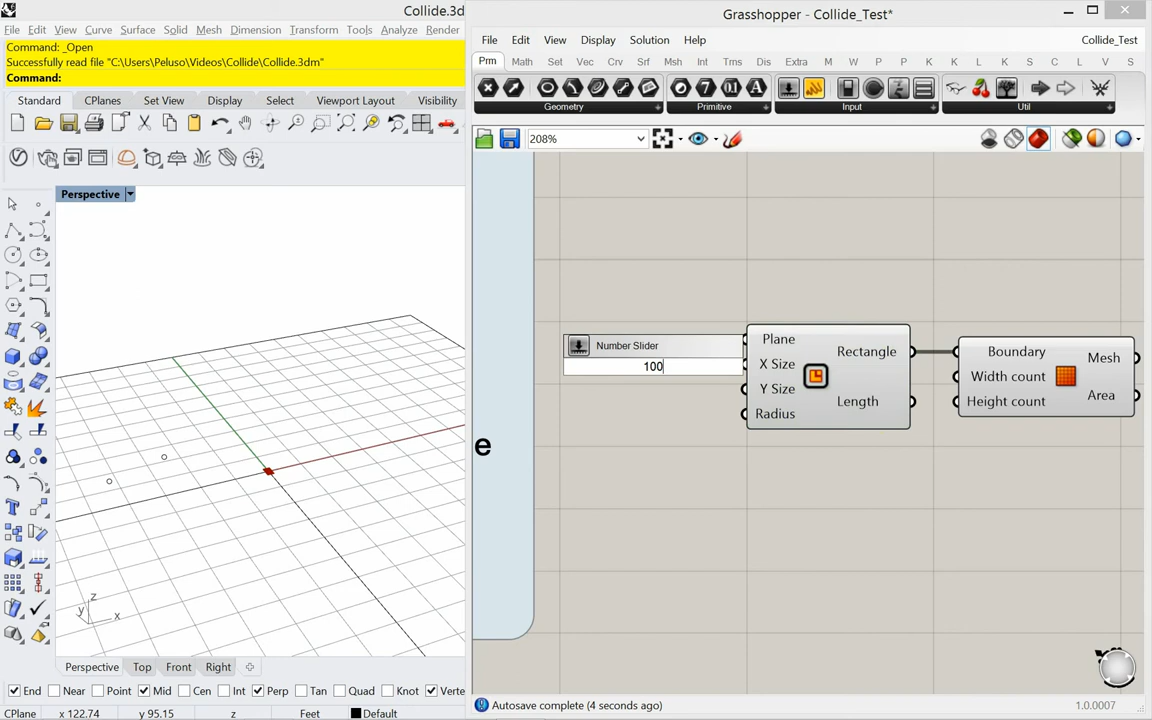 Collide.3d
File Edit View Curve Surface Solid Mesh Dimension Transform Tools Analyze Render
Command: _Open
Successfully read file "C:\Users\Peluso\Videos\Collide\Collide.3dm"
Command:
Standard CPlanes Set View Display Select Viewport Layout Visibility
Perspective
z
y
x
Perspective Top Front Right
End Near Point Mid Cen Int Perp Tan Quad Knot Verte
CPlane x 122.74 y 95.15 z Feet Default
Grasshopper - Collide_Test*
File Edit View Display Solution Help Collide_Test
Prm Math Set Vec Crv Srf Msh Int Trns Dis Extra M W P K K L K L V S
Geometry + Primitive + Input + Util +
208%
e
Number Slider
100
Plane
X Size
Y Size
Radius
Rectangle
Length
Boundary
Width count
Height count
Mesh
Area
Autosave complete (4 seconds ago) 1.0.0007